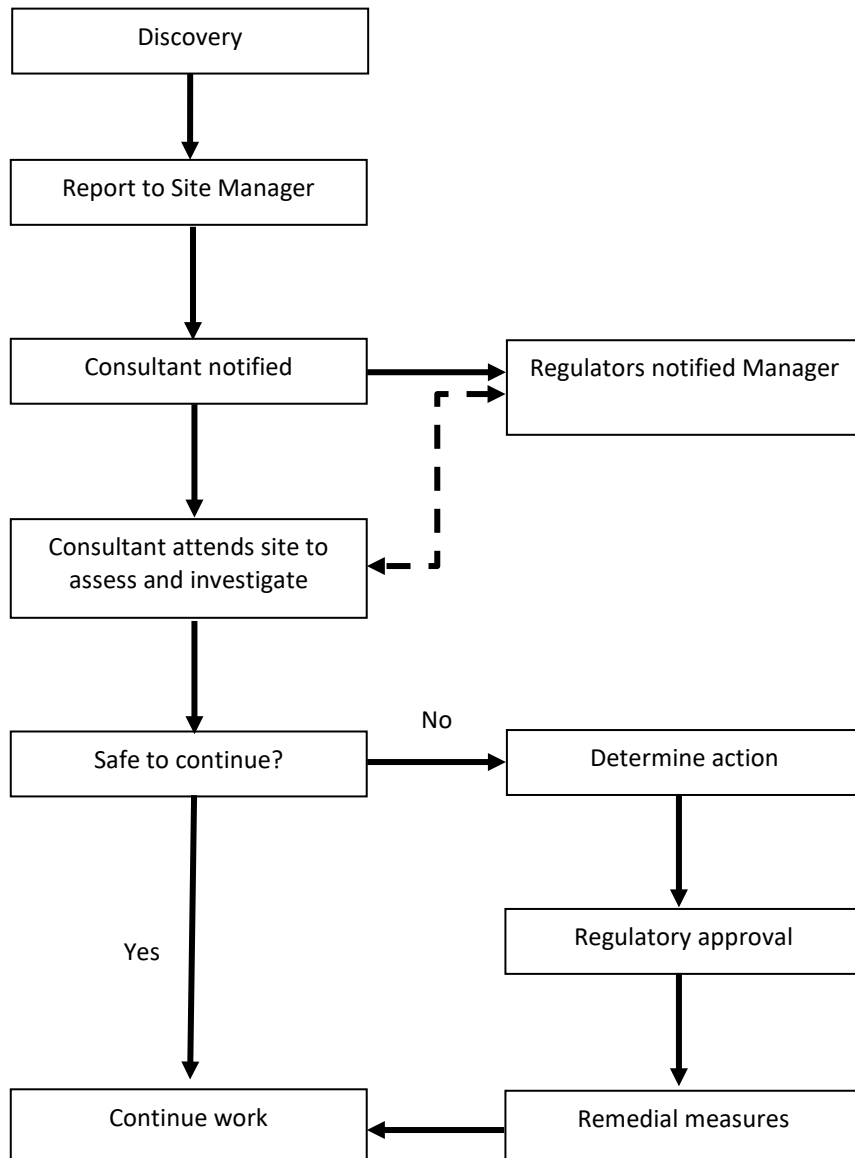 Discovery
Report to Site Manager
Consultant notified
Regulators notified Manager
Consultant attends site to
assess and investigate
No
Safe to continue?
Determine action
Regulatory approval
Yes
Continue work
Remedial measures